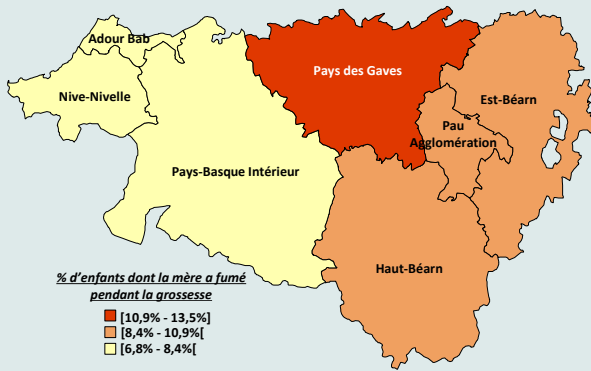 Adour Bab
Nive-Nivelle
Pays-Basque Intérieur
Pays des Gaves
Est-Béarn
Pau
Agglomération
Haut-Béarn
% d'enfants dont la mère a fumé
pendant la grossesse
[10,9% - 13,5%]
[8,4% - 10,9%[
[6,8% - 8,4%[